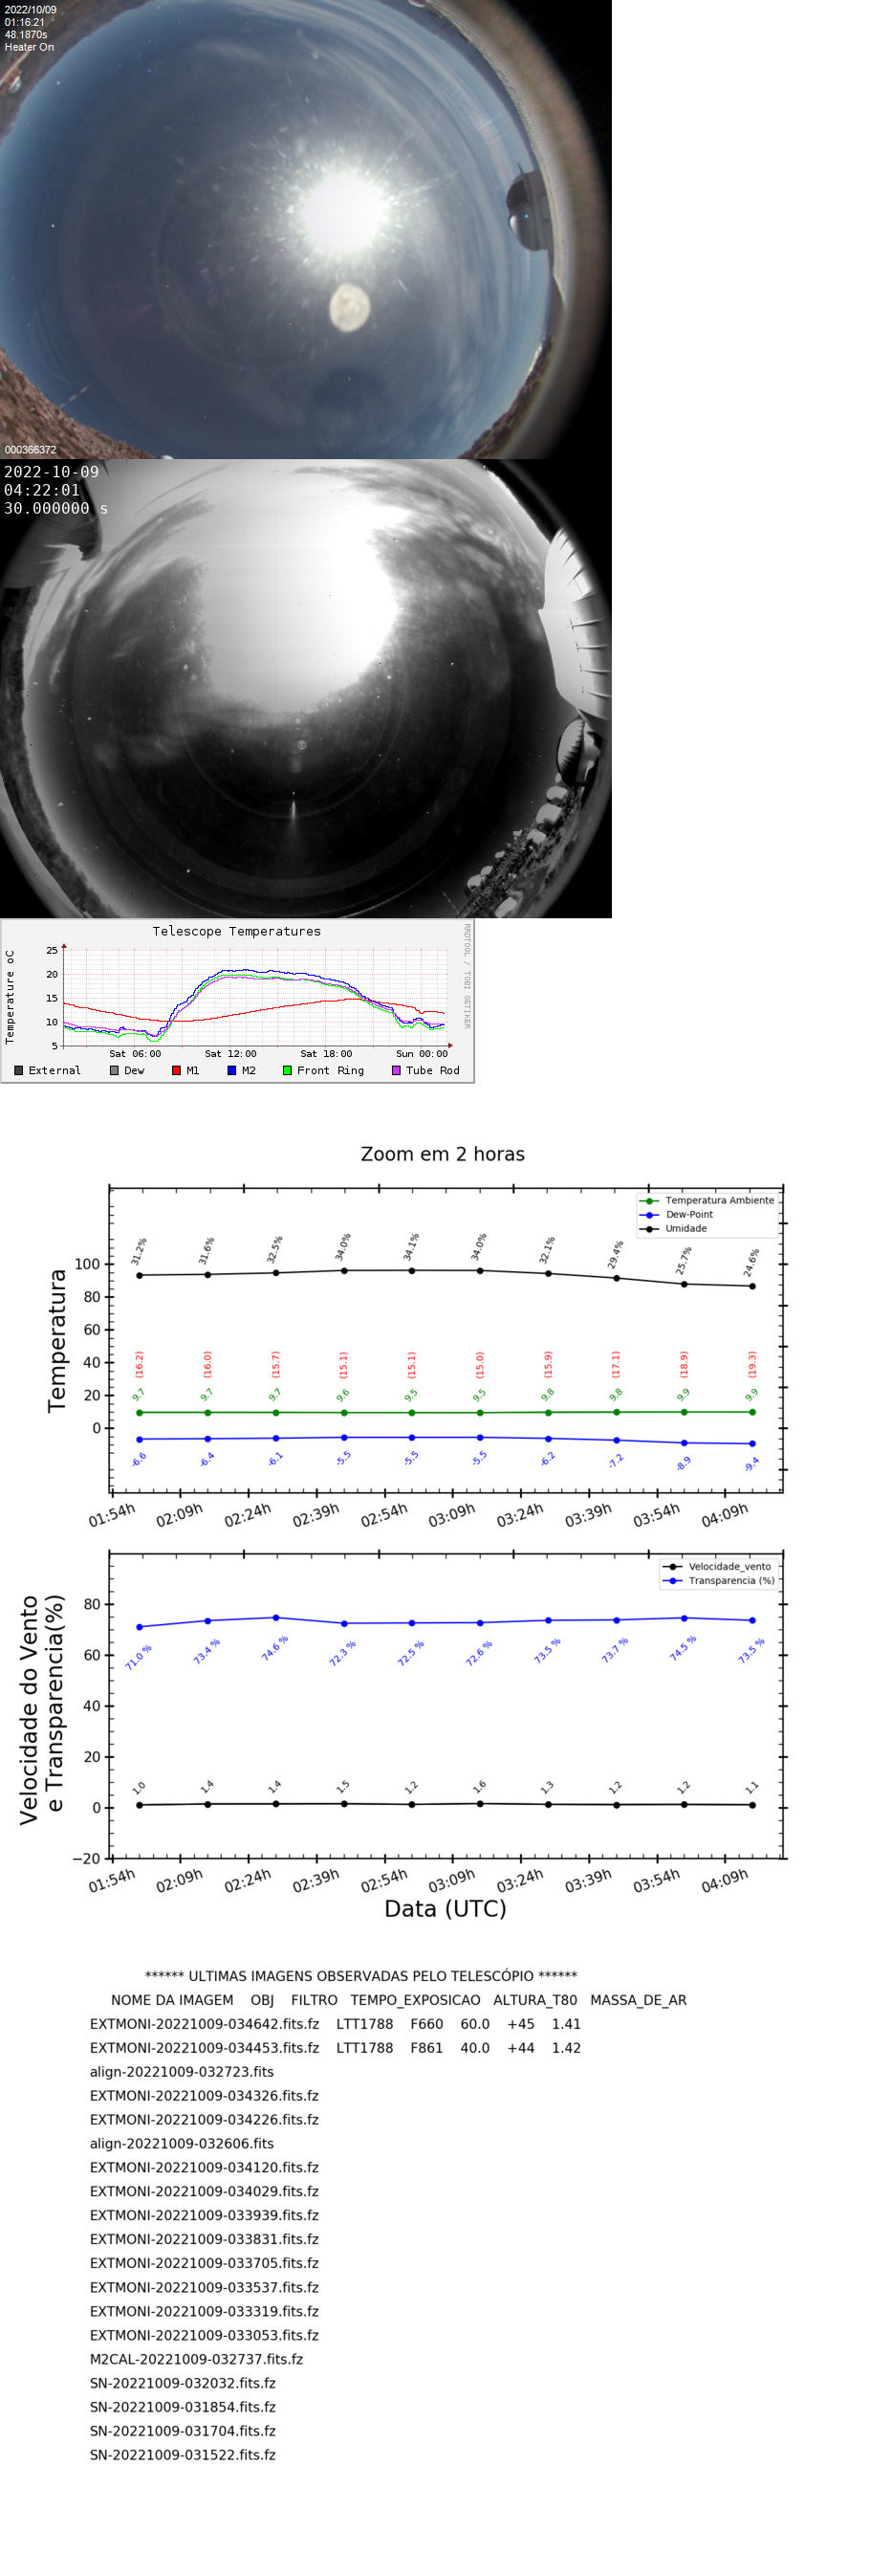 2022/10/09
01:16:21
48.1870s
Heater On
000366372
2022-10-09
04:22:01
30.000000 s
Telescope Temperatures
RRDTOOL / TOBI OETIKER
Temperature oC
25
20
15
10
5
Sat 06:00 Sat 12:00 Sat 18:00 Sun 00:00
External Dew M1 M2 Front Ring Tube Rod
Zoom em 2 horas
Temperatura Ambiente
Dew-Point
Umidade
Temperatura
100
80
60
40
20
0
31.2% 31.6% 32.5% 34.0% 34.1% 34.0% 32.1% 29.4% 25.7% 24.6%
(16.2) (16.0) (15.7) (15.1) (15.1) (15.0) (15.9) (17.1) (18.9) (19.3)
9.7 9.7 9.7 9.6 9.5 9.5 9.8 9.8 9.9 9.9
-6.6 -6.4 -6.1 -5.5 -5.5 -5.5 -6.2 -7.2 -8.9 -9.4
01:54h 02:09h 02:24h 02:39h 02:54h 03:09h 03:24h 03:39h 03:54h 04:09h
Velocidade_vento
Transparencia (%)
Velocidade do Vento
e Transparencia(%)
80
60
40
20
0
−20
71.0 % 73.4 % 74.6 % 72.3 % 72.5 % 72.6 % 73.5 % 73.7 % 74.5 % 73.5 %
1.0 1.4 1.4 1.5 1.2 1.6 1.3 1.2 1.2 1.1
01:54h 02:09h 02:24h 02:39h 02:54h 03:09h 03:24h 03:39h 03:54h 04:09h
Data (UTC)
****** ULTIMAS IMAGENS OBSERVADAS PELO TELESCÓPIO ******
NOME DA IMAGEM OBJ FILTRO TEMPO_EXPOSICAO ALTURA_T80 MASSA_DE_AR
EXTMONI-20221009-034642.fits.fz LTT1788 F660 60.0 +45 1.41
EXTMONI-20221009-034453.fits.fz LTT1788 F861 40.0 +44 1.42
align-20221009-032723.fits
EXTMONI-20221009-034326.fits.fz
EXTMONI-20221009-034226.fits.fz
align-20221009-032606.fits
EXTMONI-20221009-034120.fits.fz
EXTMONI-20221009-034029.fits.fz
EXTMONI-20221009-033939.fits.fz
EXTMONI-20221009-033831.fits.fz
EXTMONI-20221009-033705.fits.fz
EXTMONI-20221009-033537.fits.fz
EXTMONI-20221009-033319.fits.fz
EXTMONI-20221009-033053.fits.fz
M2CAL-20221009-032737.fits.fz
SN-20221009-032032.fits.fz
SN-20221009-031854.fits.fz
SN-20221009-031704.fits.fz
SN-20221009-031522.fits.fz